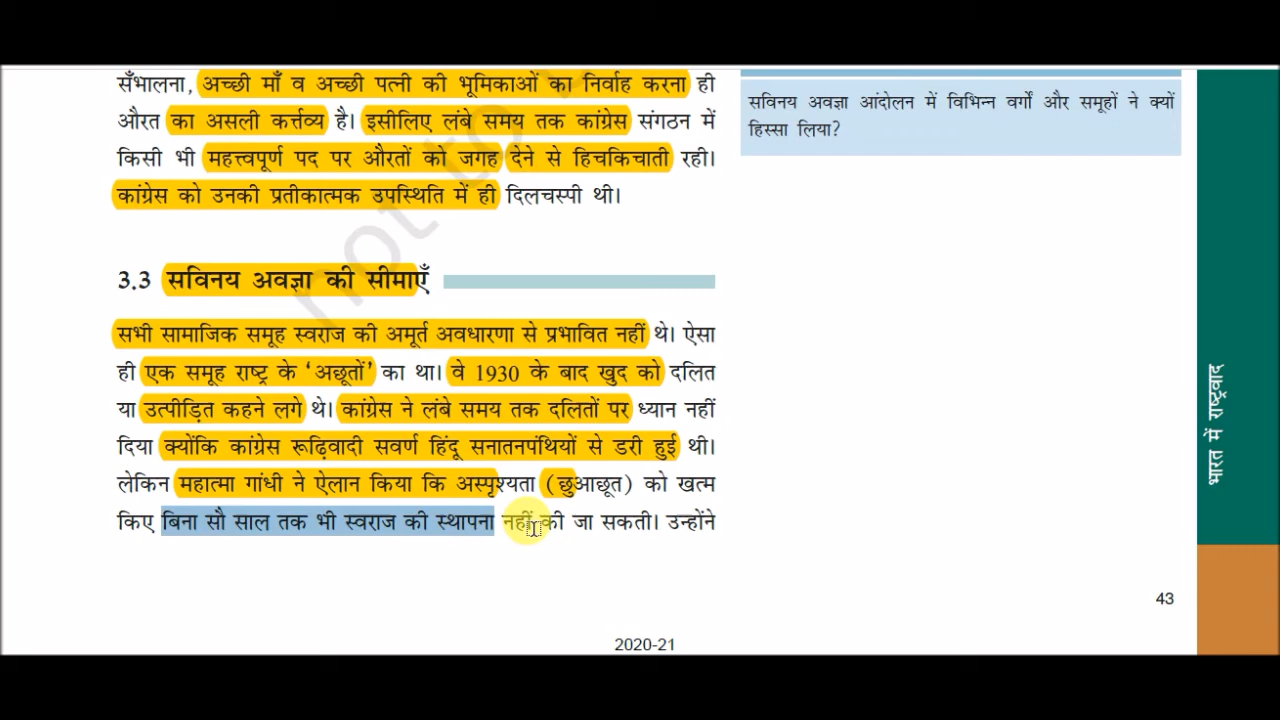 सँभालना, अच्छी माँ व अच्छी पत्नी की भूमिकाओं का निर्वाह करना ही
औरत का असली कर्त्तव्य है। इसीलिए लंबे समय तक कांग्रेस संगठन में
किसी भी महत्त्वपूर्ण पद पर औरतों को जगह देने से हिचकिचाती रही।
कांग्रेस को उनकी प्रतीकात्मक उपस्थिति में ही दिलचस्पी थी।
3.3 सविनय अवज्ञा की सीमाएँ
सभी सामाजिक समूह स्वराज की अमूर्त अवधारणा से प्रभावित नहीं थे। ऐसा
ही एक समूह राष्ट्र के ‘अछूतों’ का था। वे 1930 के बाद खुद को दलित
या उत्पीड़ित कहने लगे थे। कांग्रेस ने लंबे समय तक दलितों पर ध्यान नहीं
दिया क्योंकि कांग्रेस रूढ़िवादी सवर्ण हिंदू सनातनपंथियों से डरी हुई थी।
लेकिन महात्मा गांधी ने ऐलान किया कि अस्पृश्यता (छुआछूत) को खत्म
किए बिना सौ साल तक भी स्वराज की स्थापना नहीं की जा सकती। उन्होंने
सविनय अवज्ञा आंदोलन में विभिन्न वर्गों और समूहों ने क्यों
हिस्सा लिया?
भारत में राष्ट्रवाद
43
2020-21
not to